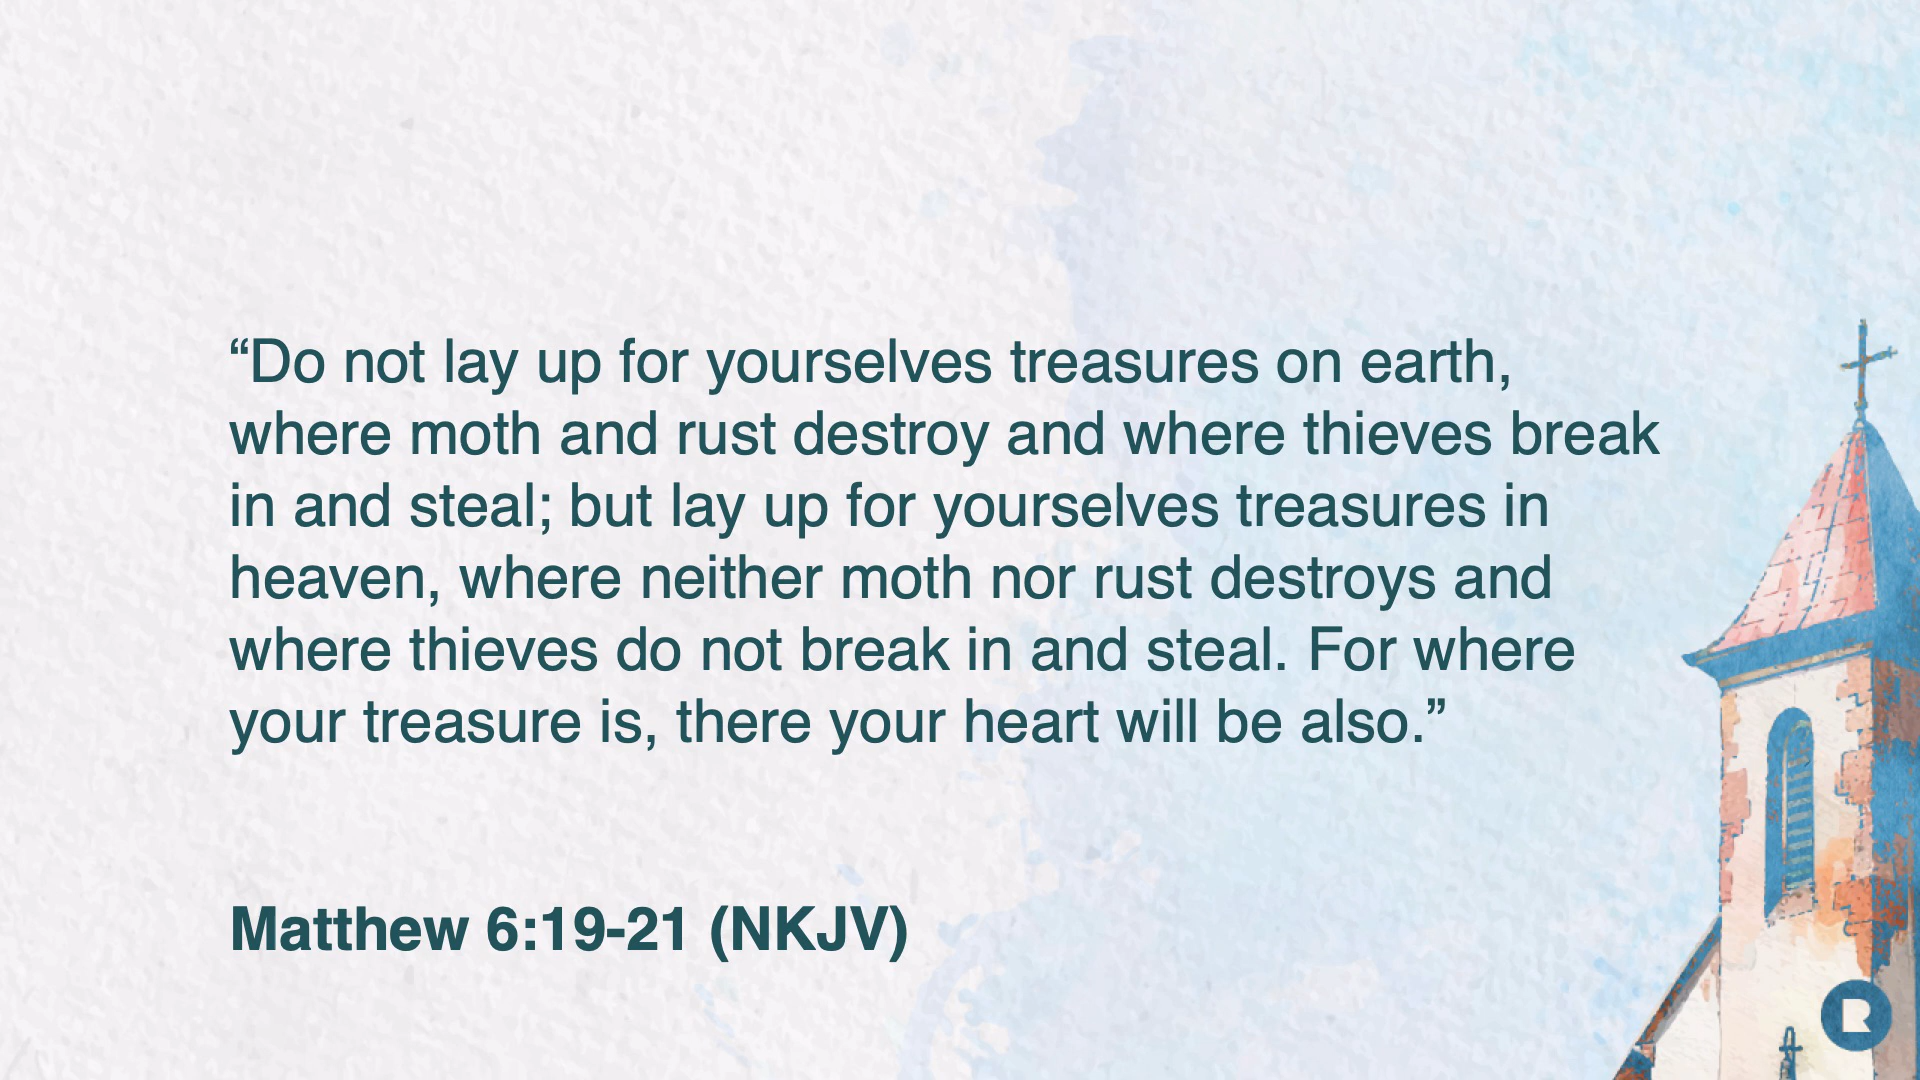 “Do not lay up for yourselves treasures on earth,
where moth and rust destroy and where thieves break
in and steal; but lay up for yourselves treasures in
heaven, where neither moth nor rust destroys and
where thieves do not break in and steal. For where
your treasure is, there your heart will be also.”
Matthew 6:19-21 (NKJV)
R